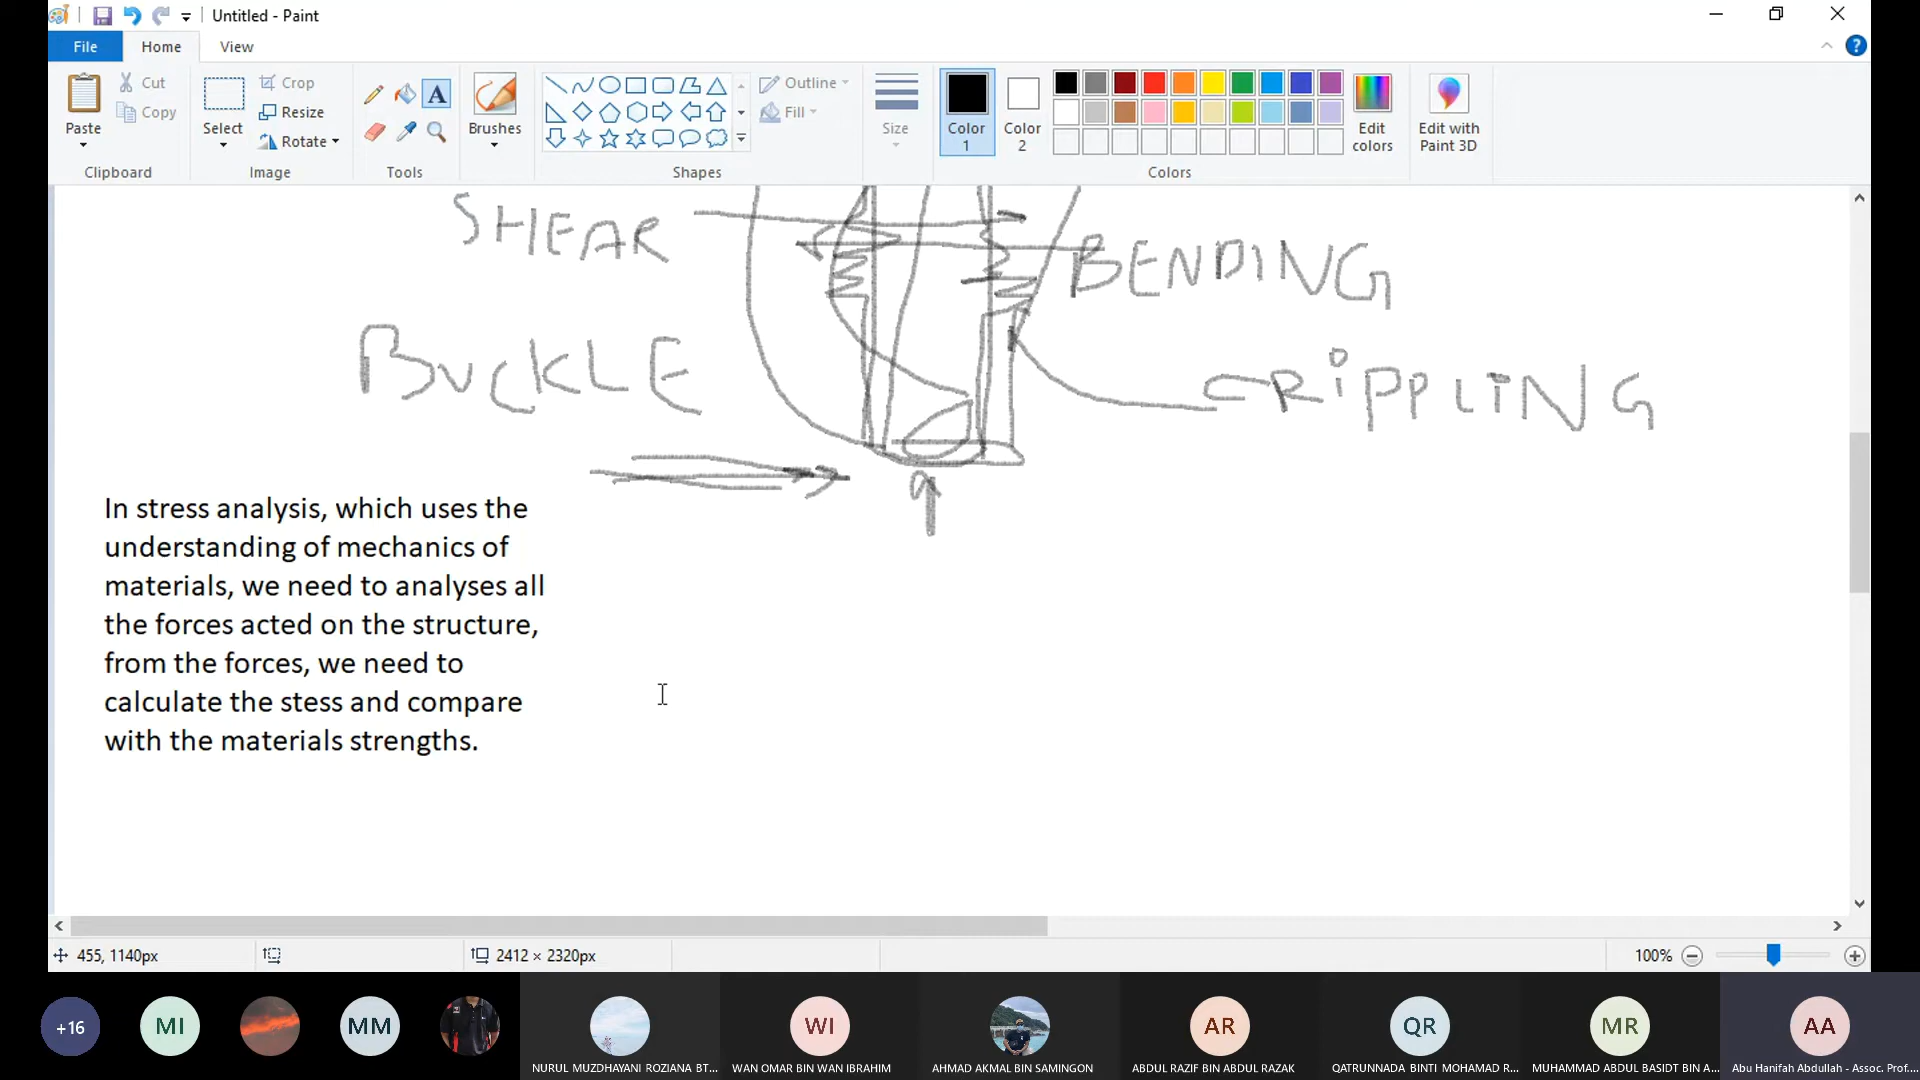 Untitled - Paint
File Home View
Paste Cut Copy
Select Crop Resize Rotate
Brushes
Outline Fill
Size
Color 1
Color 2
Edit colors
Edit with Paint 3D
Clipboard Image Tools Shapes Colors
SHEAR
BENDING
BUCKLE
CRiPPLiNG
In stress analysis, which uses the
understanding of mechanics of
materials, we need to analyses all
the forces acted on the structure,
from the forces, we need to
calculate the stess and compare
with the materials strengths.
455, 1140px 2412 × 2320px 100%
+16 MI MM WI AR QR MR AA
NURUL MUZDHAYANI ROZIANA BT... WAN OMAR BIN WAN IBRAHIM AHMAD AKMAL BIN SAMINGON ABDUL RAZIF BIN ABDUL RAZAK QATRUNNADA BINTI MOHAMAD R... MUHAMMAD ABDUL BASIDT BIN A... Abu Hanifah Abdullah - Assoc. Prof....